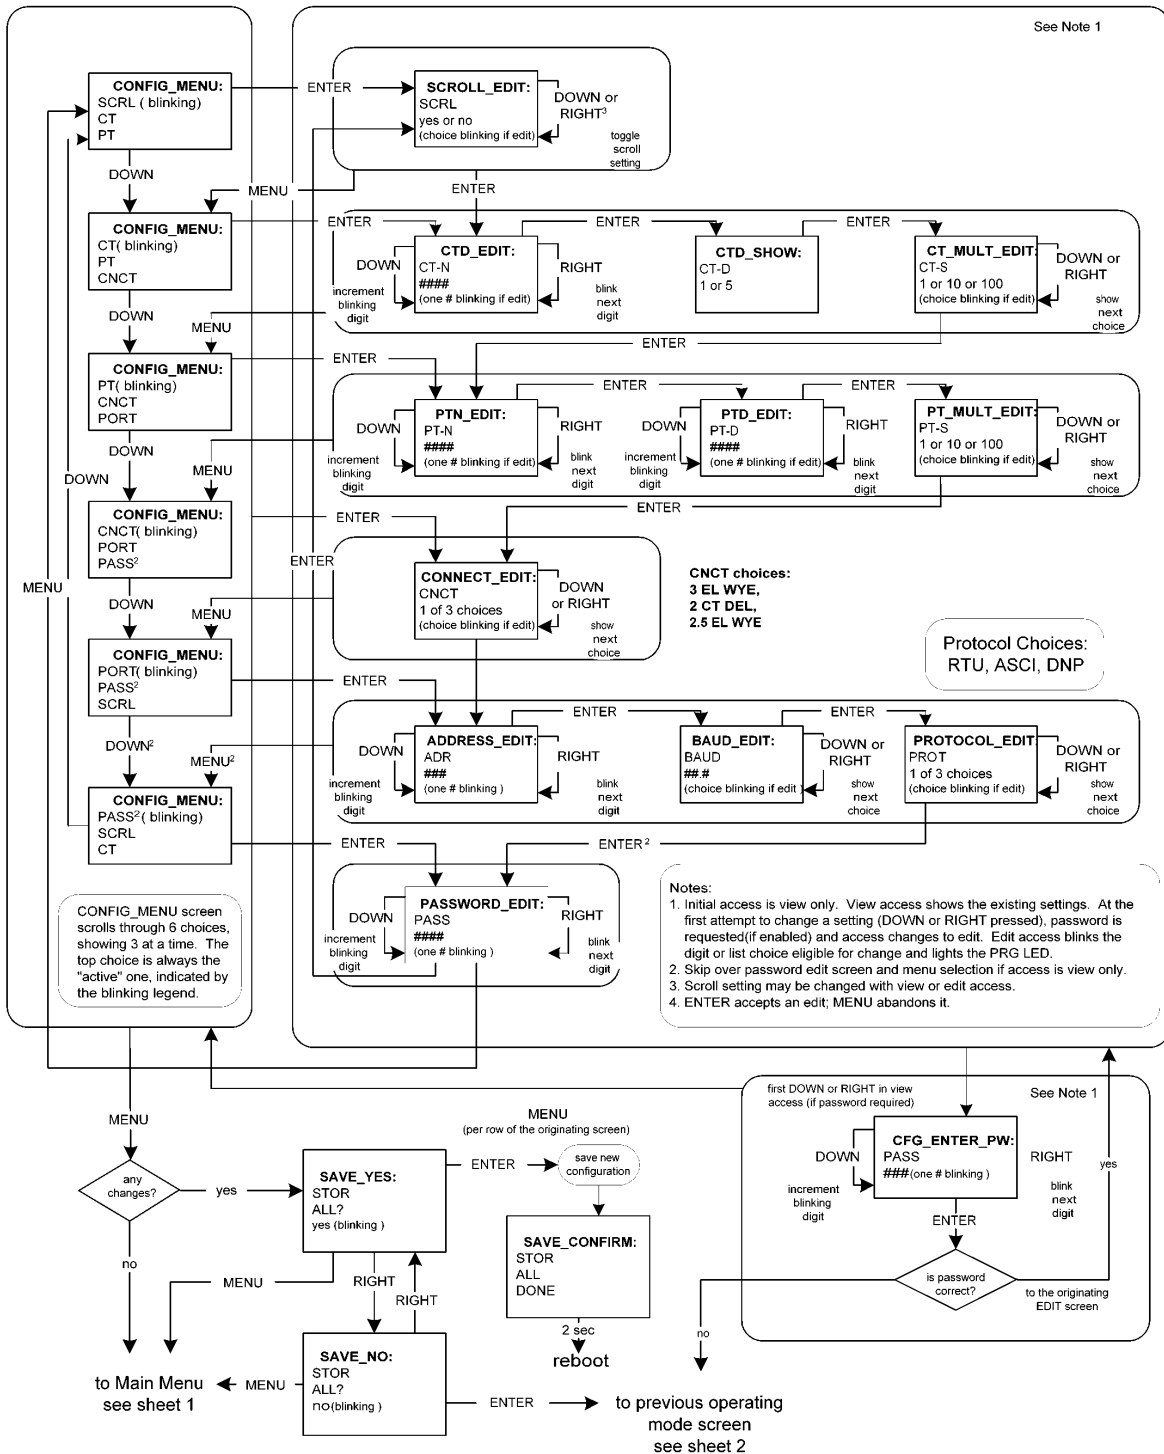 See Note 1
CONFIG_MENU:
SCRL ( blinking)
CT
PT
ENTER
SCROLL_EDIT:
SCRL
yes or no
(choice blinking if edit)
DOWN or
RIGHT³
toggle
scroll
setting
DOWN
MENU
ENTER
CONFIG_MENU:
CT( blinking)
PT
CNCT
ENTER
CTD_EDIT:
CT-N
####
(one # blinking if edit)
DOWN
increment
blinking
digit
RIGHT
blink
next
digit
ENTER
CTD_SHOW:
CT-D
1 or 5
ENTER
CT_MULT_EDIT:
CT-S
1 or 10 or 100
(choice blinking if edit)
DOWN or
RIGHT
show
next
choice
DOWN
MENU
ENTER
CONFIG_MENU:
PT( blinking)
CNCT
PORT
ENTER
PTN_EDIT:
PT-N
####
(one # blinking if edit)
DOWN
increment
blinking
digit
RIGHT
blink
next
digit
ENTER
PTD_EDIT:
PT-D
####
(one # blinking if edit)
DOWN
increment
blinking
digit
RIGHT
blink
next
digit
ENTER
PT_MULT_EDIT:
PT-S
1 or 10 or 100
(choice blinking if edit)
DOWN or
RIGHT
show
next
choice
DOWN
DOWN
MENU
ENTER
CONFIG_MENU:
CNCT( blinking)
PORT
PASS²
ENTER
ENTER
MENU
CONNECT_EDIT:
CNCT
1 of 3 choices
(choice blinking if edit)
DOWN
or RIGHT
show
next
choice
CNCT choices:
3 EL WYE,
2 CT DEL,
2.5 EL WYE
DOWN
MENU
Protocol Choices:
RTU, ASCI, DNP
CONFIG_MENU:
PORT( blinking)
PASS²
SCRL
ENTER
ADDRESS_EDIT:
ADR
###
(one # blinking )
DOWN
increment
blinking
digit
RIGHT
blink
next
digit
ENTER
BAUD_EDIT:
BAUD
##.#
(choice blinking if edit )
DOWN or
RIGHT
show
next
choice
ENTER
PROTOCOL_EDIT:
PROT
1 of 3 choices
(choice blinking if edit)
DOWN or
RIGHT
show
next
choice
DOWN²
MENU²
CONFIG_MENU:
PASS²( blinking)
SCRL
CT
ENTER
ENTER ²
PASSWORD_EDIT:
PASS
####
(one # blinking )
DOWN
increment
blinking
digit
RIGHT
blink
next
digit
CONFIG_MENU screen
scrolls through 6 choices,
showing 3 at a time. The
top choice is always the
"active" one, indicated by
the blinking legend.
Notes:
1. Initial access is view only. View access shows the existing settings. At the
first attempt to change a setting (DOWN or RIGHT pressed), password is
requested(if enabled) and access changes to edit. Edit access blinks the
digit or list choice eligible for change and lights the PRG LED.
2. Skip over password edit screen and menu selection if access is view only.
3. Scroll setting may be changed with view or edit access.
4. ENTER accepts an edit; MENU abandons it.
MENU
any
changes?
yes
no
MENU
(per row of the originating screen)
SAVE_YES:
STOR
ALL?
yes (blinking )
ENTER
save new
configuration
SAVE_CONFIRM:
STOR
ALL
DONE
2 sec
reboot
MENU
RIGHT
RIGHT
SAVE_NO:
STOR
ALL?
no(blinking )
MENU
to Main Menu
see sheet 1
ENTER
to previous operating
mode screen
see sheet 2
first DOWN or RIGHT in view
access (if password required)
See Note 1
CFG_ENTER_PW:
PASS
###(one # blinking )
DOWN
increment
blinking
digit
RIGHT
blink
next
digit
yes
ENTER
is password
correct?
to the originating
EDIT screen
no